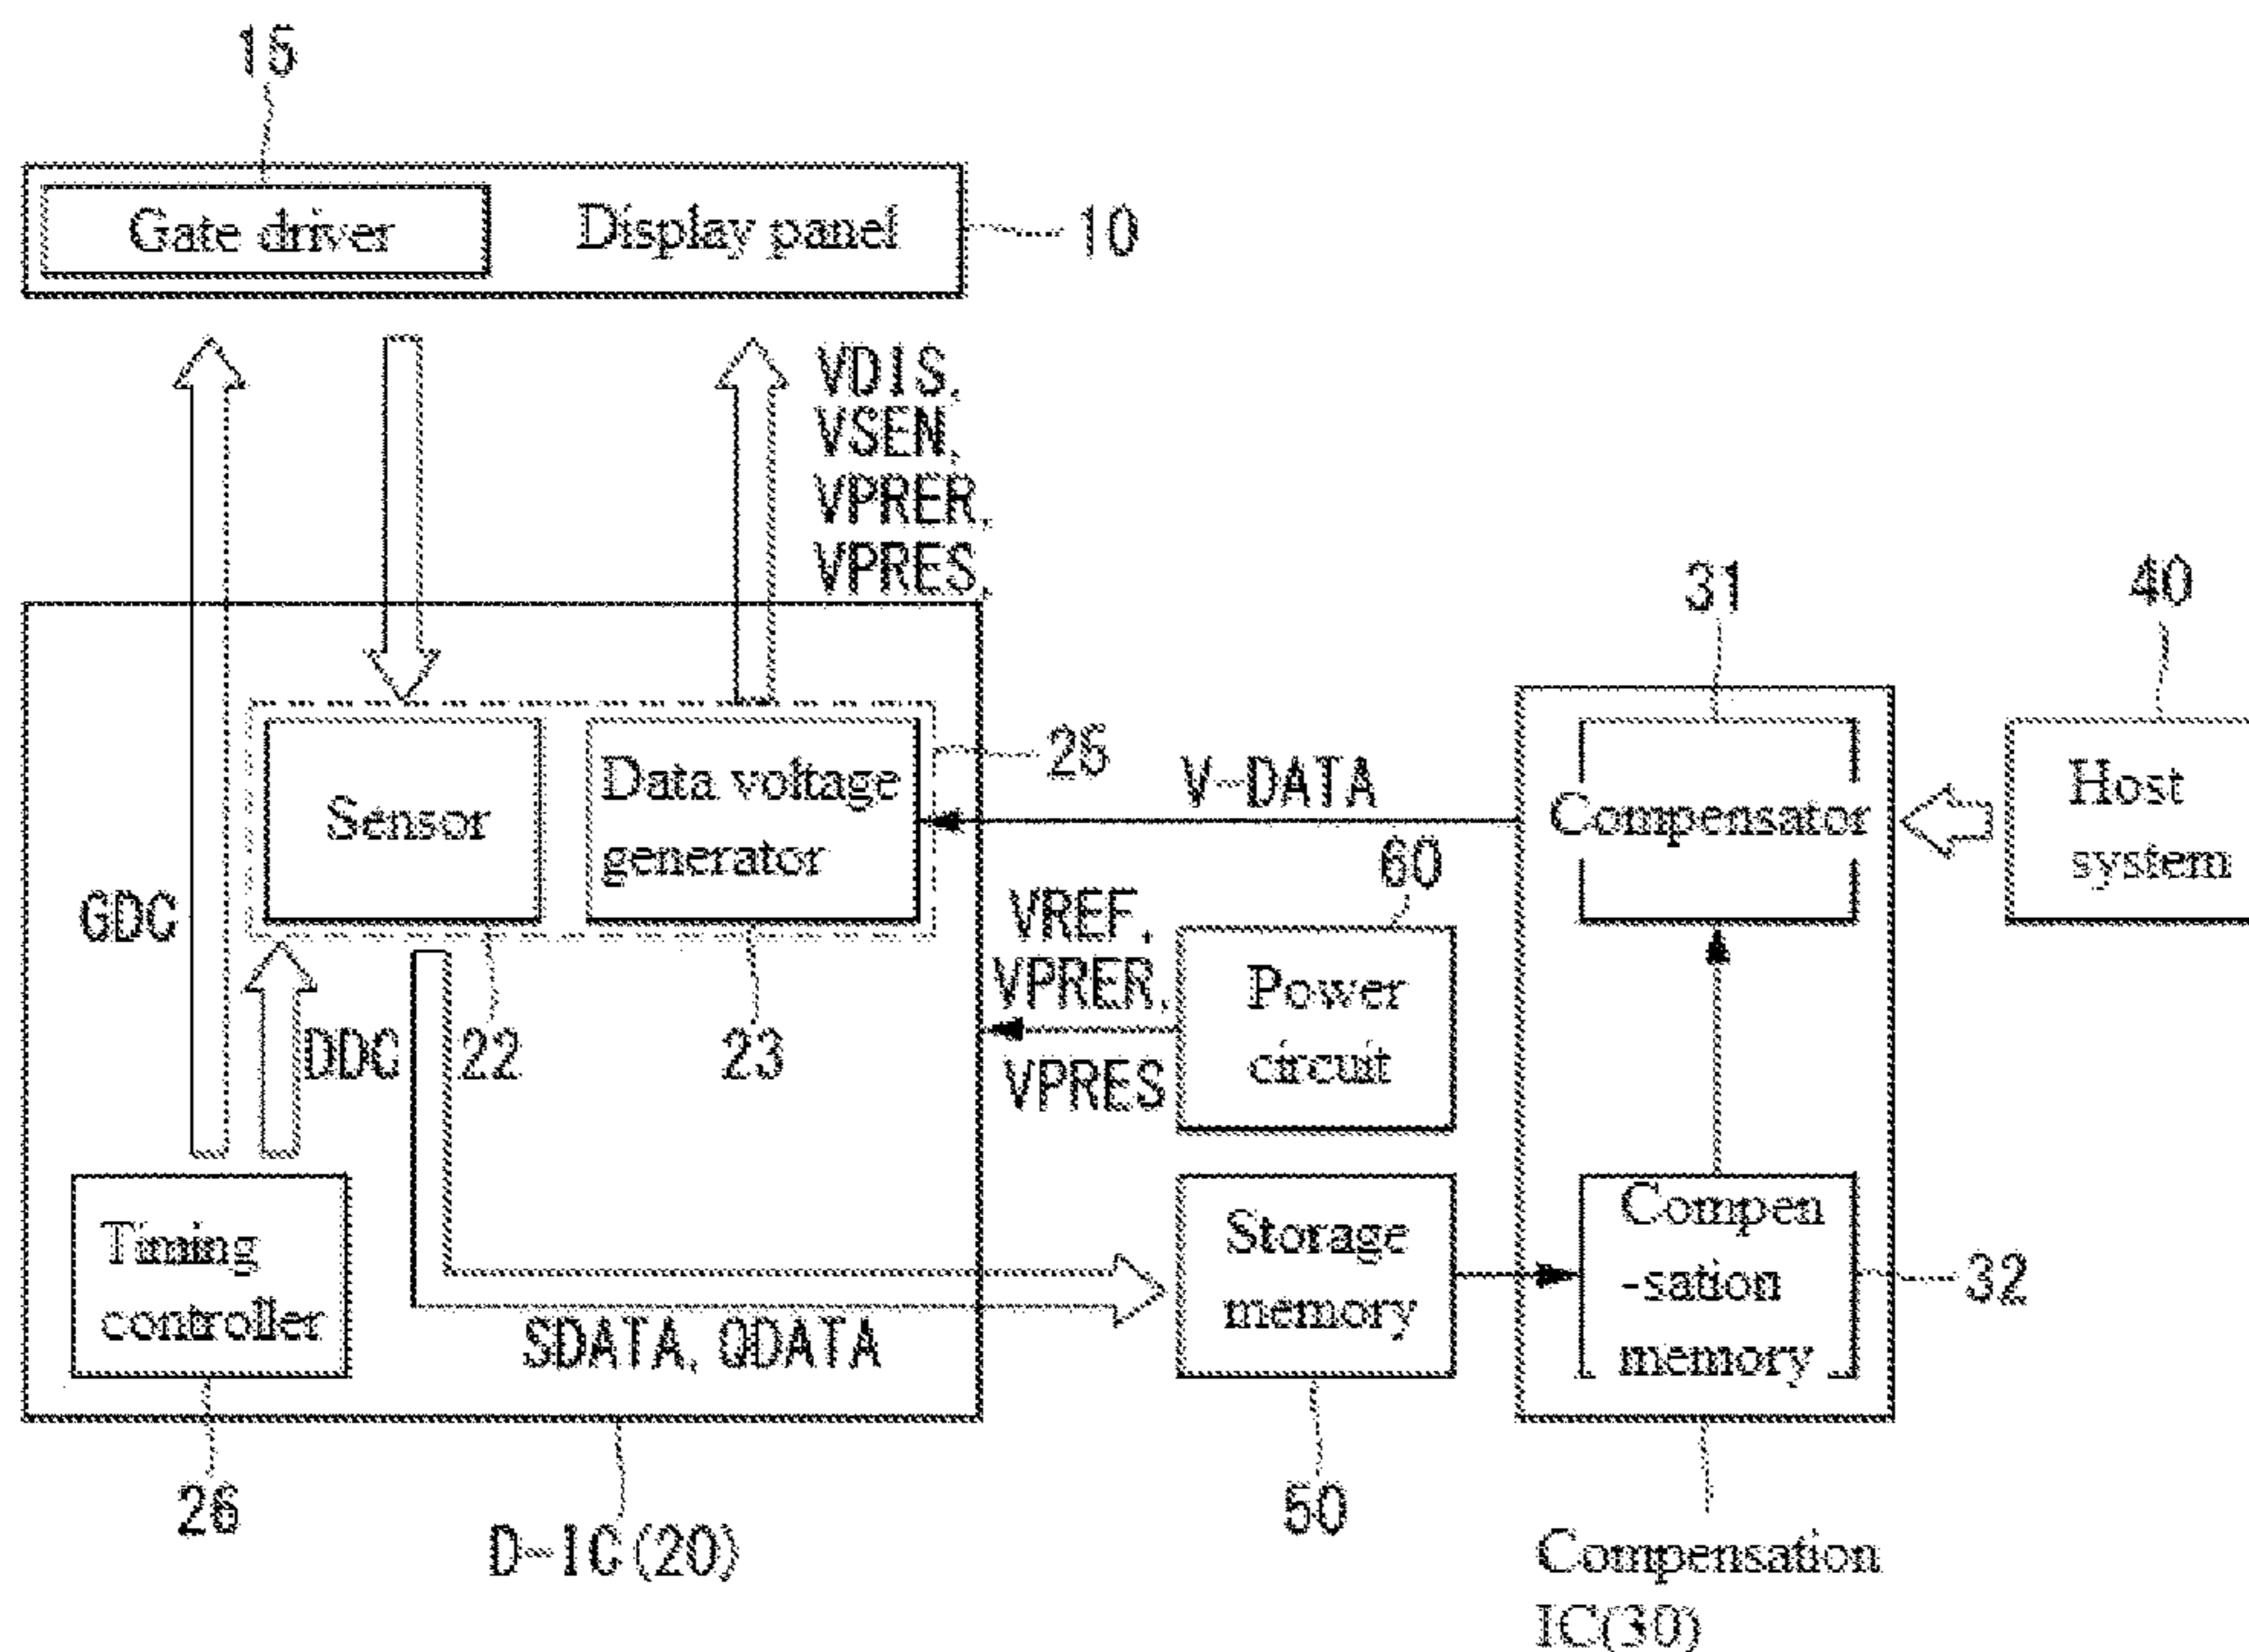 15
Gate driver
Display panel
10
VDIS,
VSEN,
VPRER,
VPRES,
31
40
Sensor
Data voltage
generator
25
V-DATA
Compensator
Host
system
60
GDC
VREF,
VPRER,
VPRES
Power
circuit
DDC
22
23
Timing
controller
SDATA, QDATA
Storage
memory
Compen
-sation
memory
32
26
D-IC(20)
50
Compensation
IC(30)